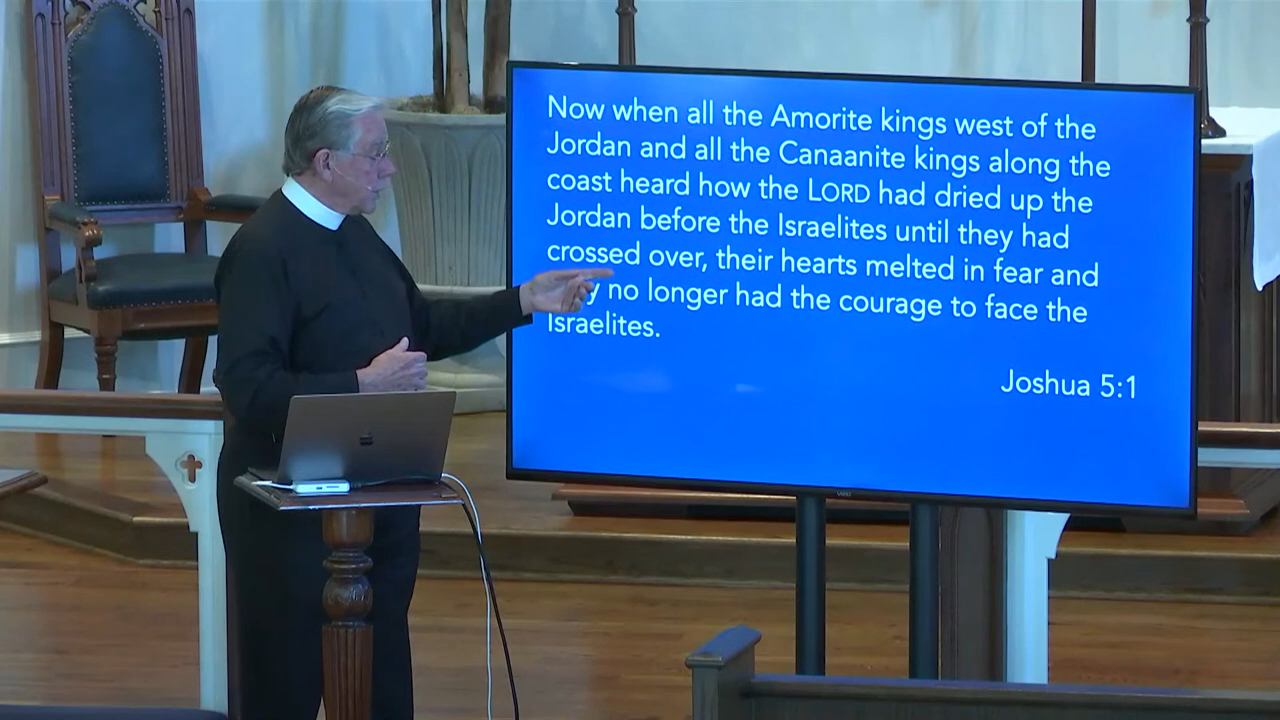 Now when all the Amorite kings west of the
Jordan and all the Canaanite kings along the
coast heard how the LORD had dried up the
Jordan before the Israelites until they had
crossed over, their hearts melted in fear and
y no longer had the courage to face the
Israelites.
Joshua 5:1